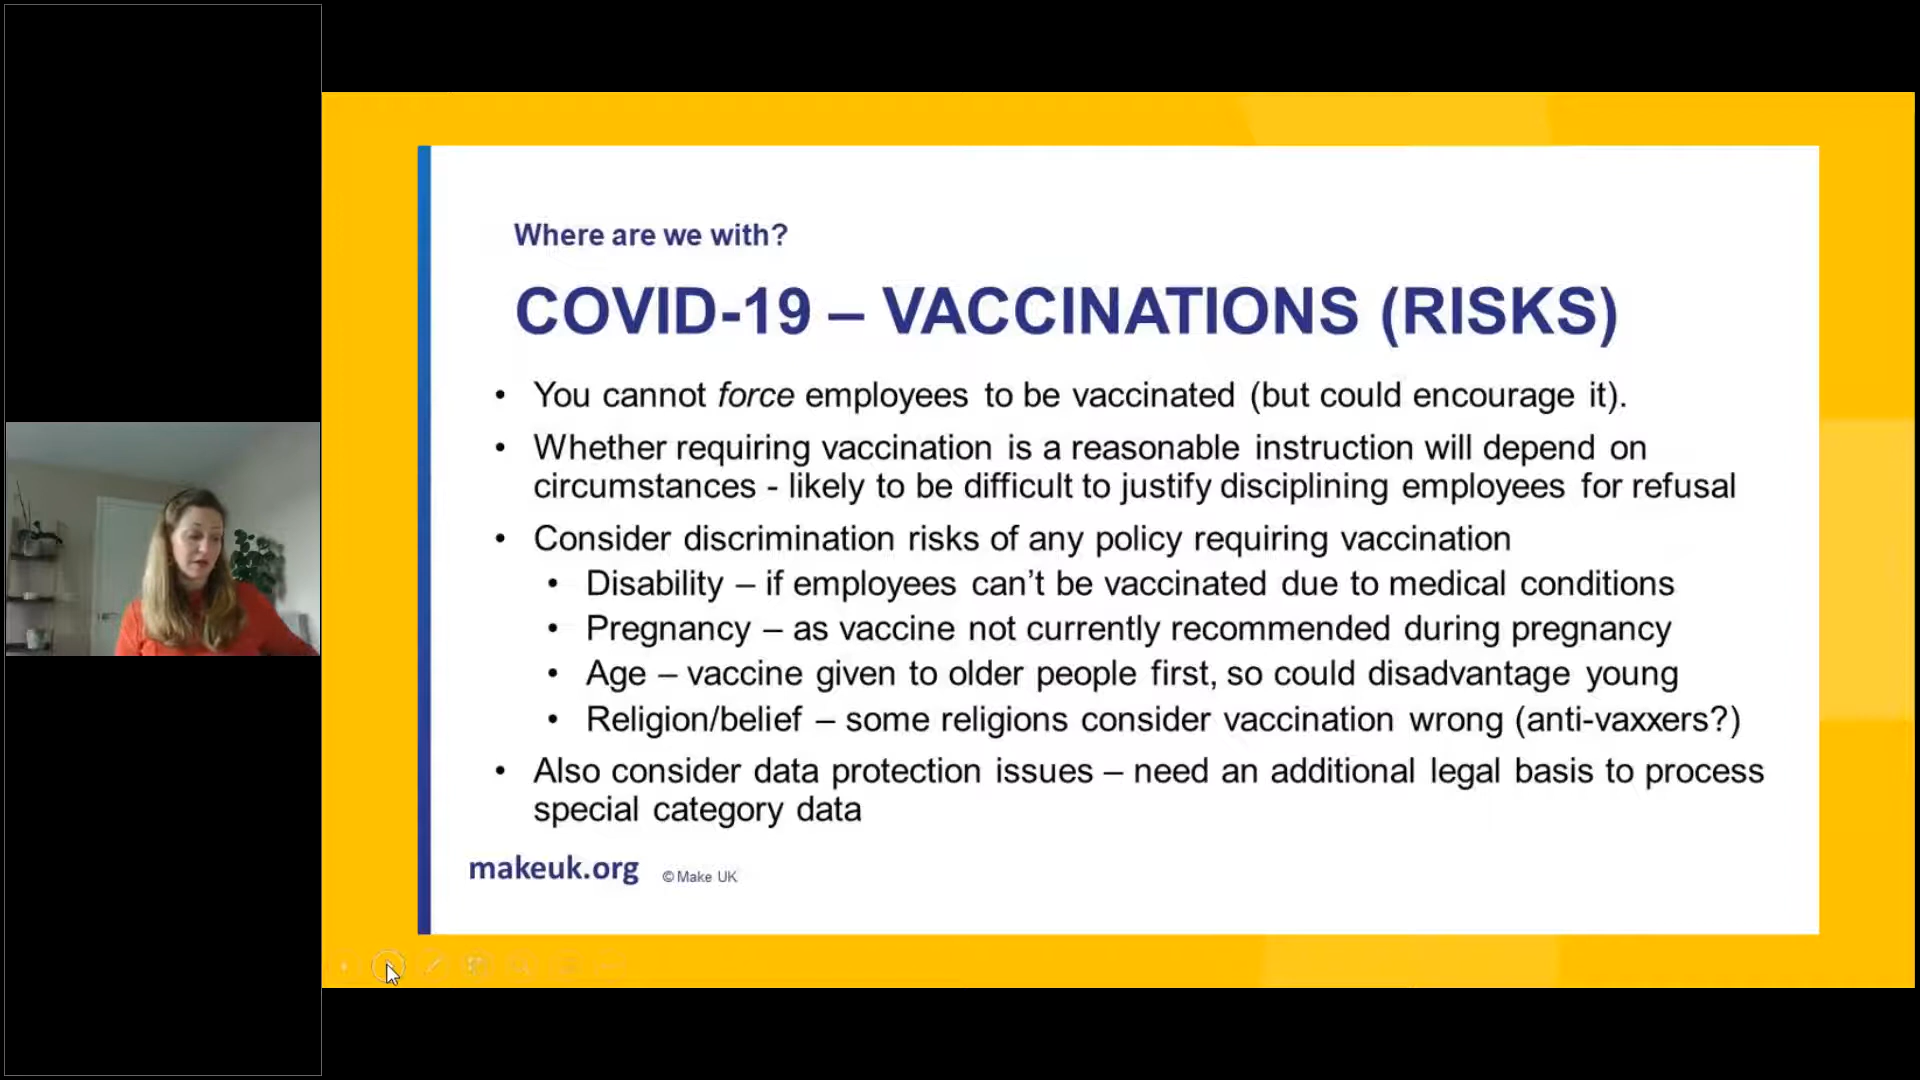 Where are we with?
COVID-19 – VACCINATIONS (RISKS)
• You cannot force employees to be vaccinated (but could encourage it).
• Whether requiring vaccination is a reasonable instruction will depend on
circumstances - likely to be difficult to justify disciplining employees for refusal
• Consider discrimination risks of any policy requiring vaccination
• Disability – if employees can’t be vaccinated due to medical conditions
• Pregnancy – as vaccine not currently recommended during pregnancy
• Age – vaccine given to older people first, so could disadvantage young
• Religion/belief – some religions consider vaccination wrong (anti-vaxxers?)
• Also consider data protection issues – need an additional legal basis to process
special category data
makeuk.org © Make UK